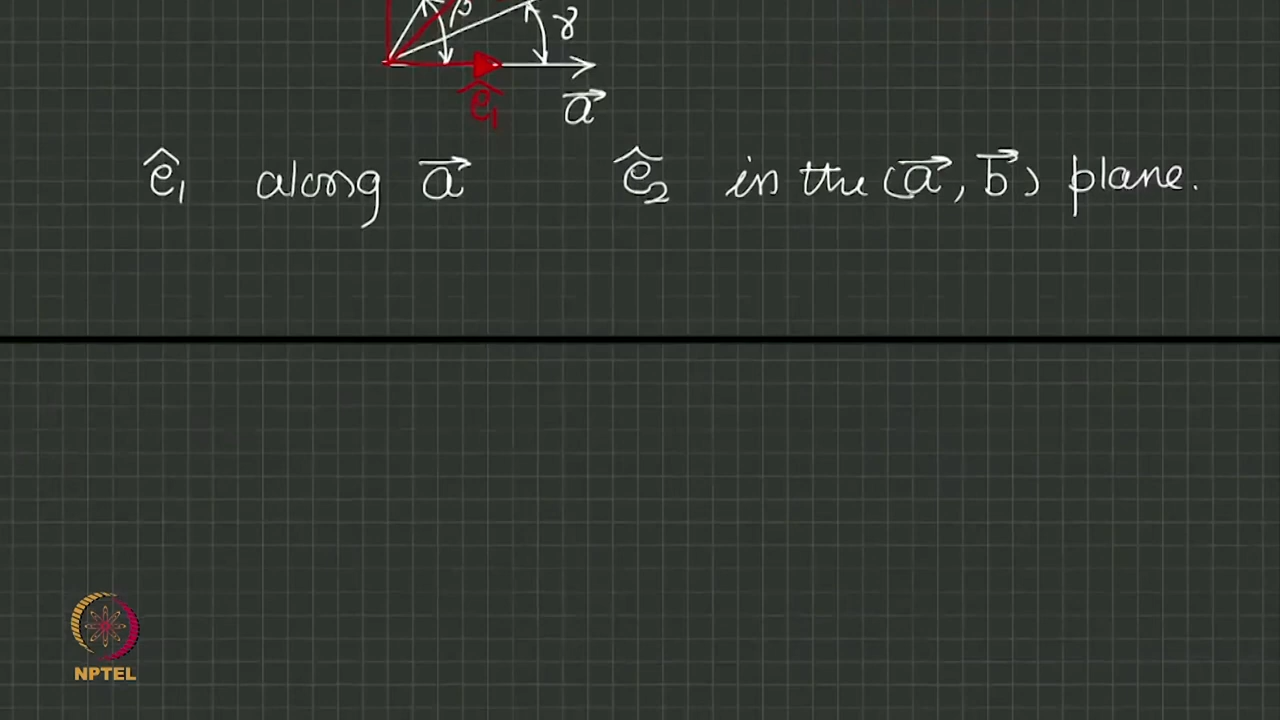 β γ
ê₁ a⃗
ê₁ along a⃗ ê₂ in the (a⃗, b⃗) plane.
NPTEL